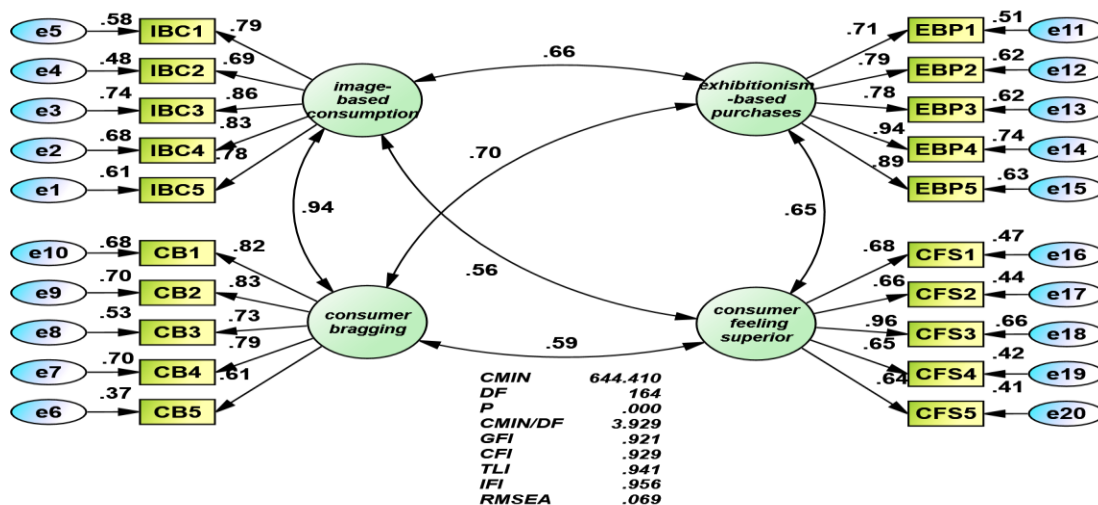 .58 .79 .66 .71 .51
e5 IBC1 EBP1 e11
.48 .69 .79 .62
e4 IBC2 EBP2 e12
.74 .86 image- exhibitionism .78 .62
e3 IBC3 based -based EBP3 e13
.68 .83 consumption purchases .94 .74
e2 IBC4 EBP4 e14
.61 .78 .70 .89 .63
e1 IBC5 EBP5 e15
.94 .65
.68 .82 .68 .47
e10 CB1 CFS1 e16
.70 .83 .56 .66 .44
e9 CB2 CFS2 e17
.53 .73 consumer consumer .96 .66
e8 CB3 bragging feeling CFS3 e18
.70 .79 .59 superior .65 .42
e7 CB4 CFS4 e19
.37 .61 .64 .41
e6 CB5 CFS5 e20
CMIN 644.410
DF 164
P .000
CMIN/DF 3.929
GFI .921
CFI .929
TLI .941
IFI .956
RMSEA .069